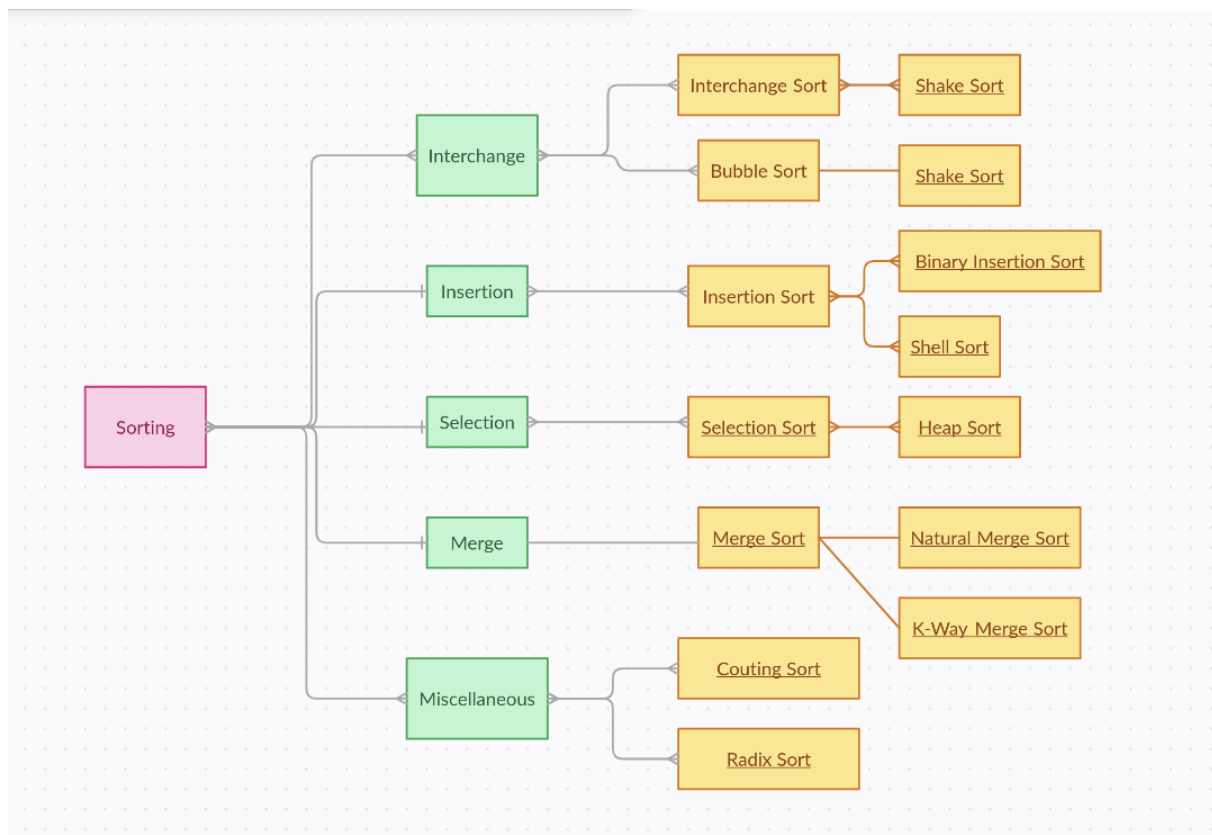 Interchange Sort
Shake Sort
Interchange
Bubble Sort
Shake Sort
Binary Insertion Sort
Insertion
Insertion Sort
Shell Sort
Sorting
Selection
Selection Sort
Heap Sort
Merge
Merge Sort
Natural Merge Sort
K-Way Merge Sort
Miscellaneous
Couting Sort
Radix Sort